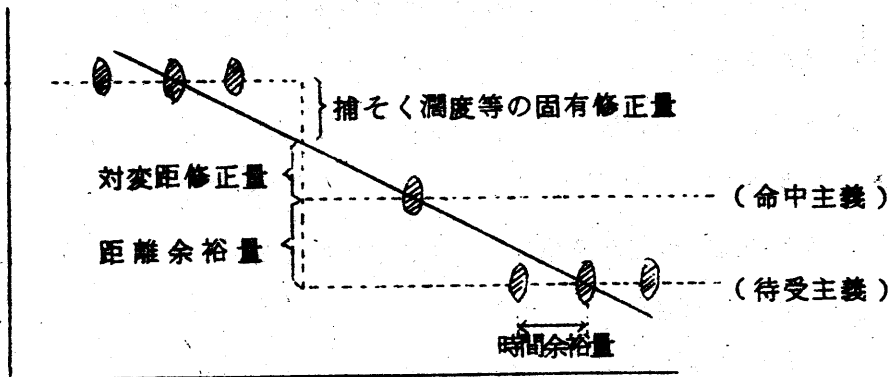 捕そく濶度等の固有修正量
対変距修正量
(命中主義)
距離余裕量
(待受主義)
時間余裕量